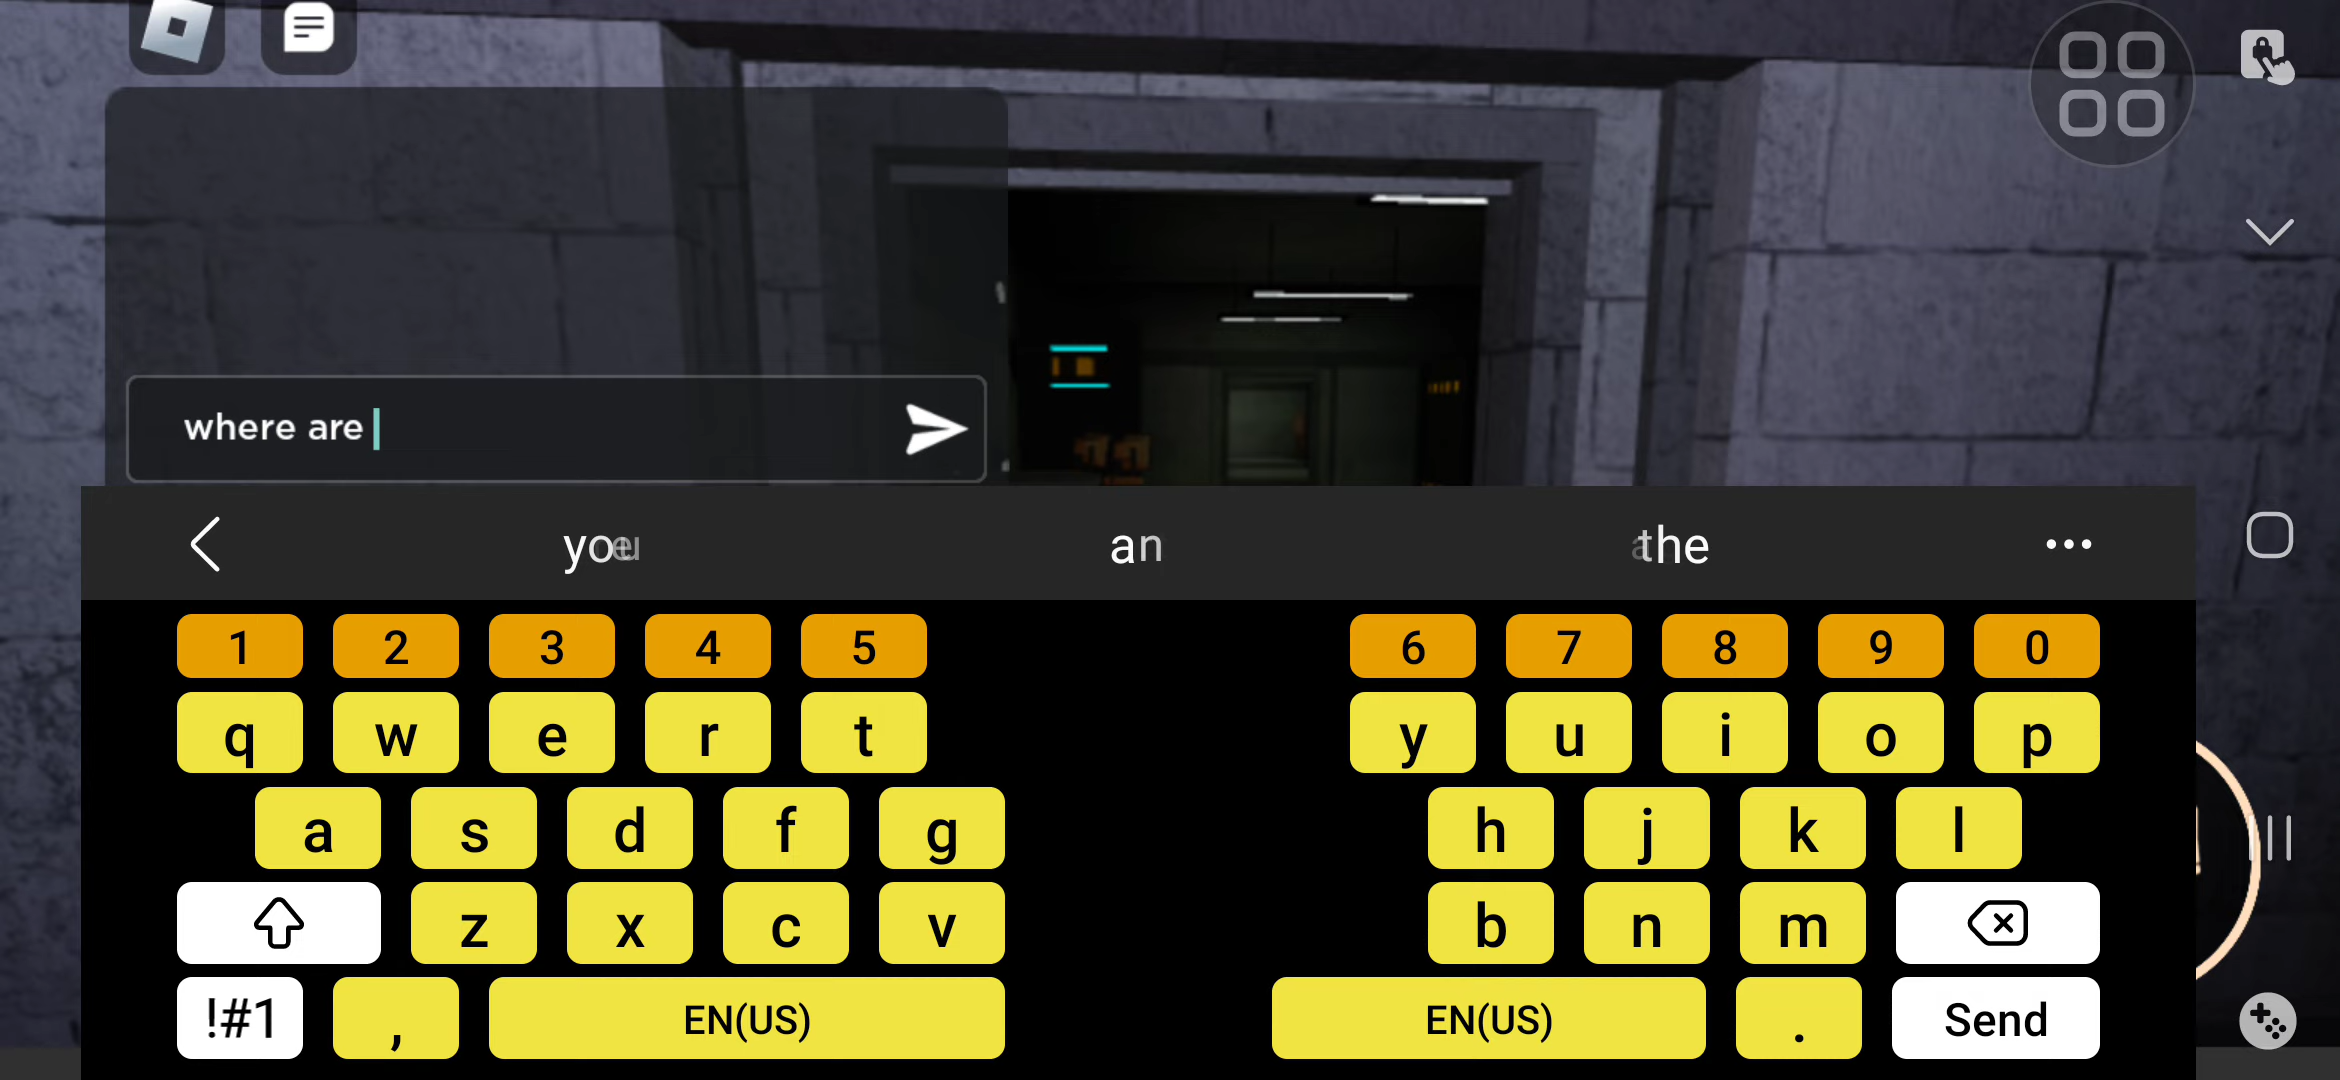 where are
you an the
1 2 3 4 5 6 7 8 9 0
q w e r t y u i o p
a s d f g h j k l
z x c v b n m
!#1 , EN(US) EN(US) . Send